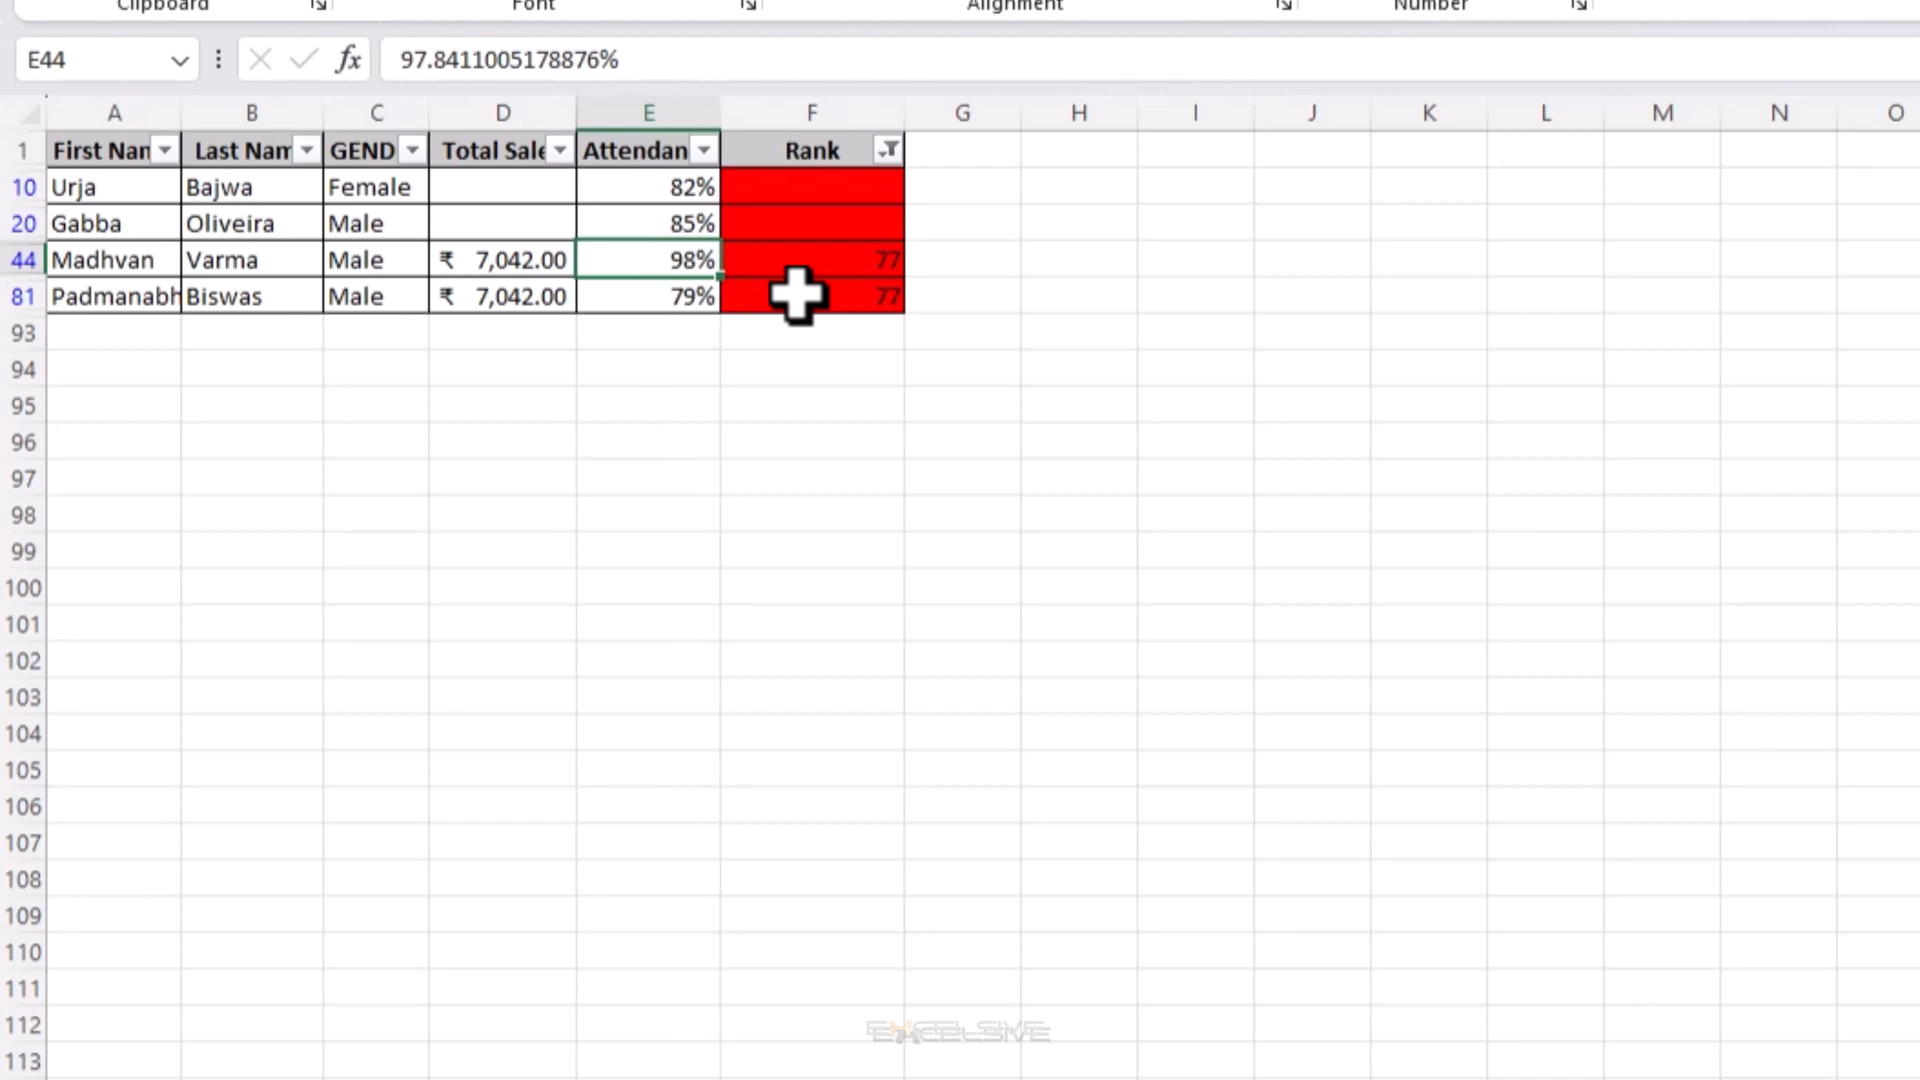 Clipboard Font Alignment Number
E44 fx 97.8411005178876%
A B C D E F G H I J K L M N O
1 First Nan Last Nam GEND Total Sale Attendan Rank
10 Urja Bajwa Female 82%
20 Gabba Oliveira Male 85%
44 Madhvan Varma Male ₹ 7,042.00 98% 77
81 Padmanabh Biswas Male ₹ 7,042.00 79% 77
93
94
95
96
97
98
99
100
101
102
103
104
105
106
107
108
109
110
111
112
EXCELSIVE
113